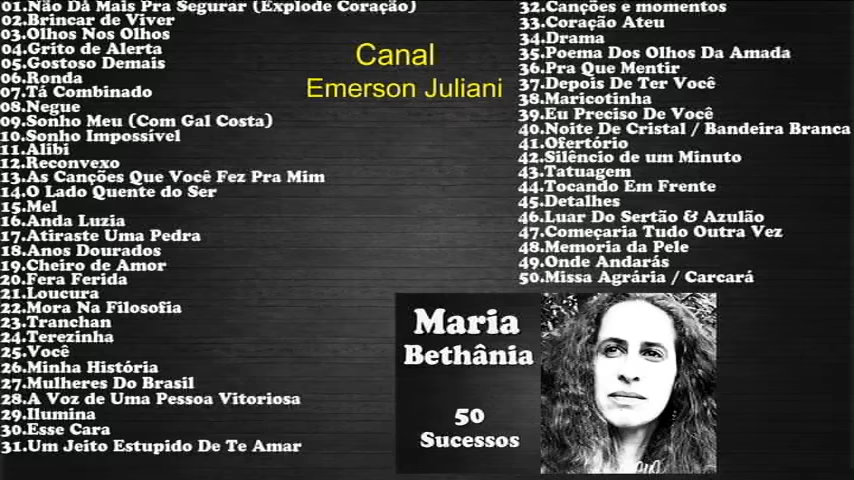 01.Não Dá Mais Pra Segurar (Explode Coração)
02.Brincar de Viver
03.Olhos Nos Olhos
04.Grito de Alerta
05.Gostoso Demais
06.Ronda
07.Tá Combinado
08.Negue
09.Sonho Meu (Com Gal Costa)
10.Sonho Impossível
11.Alibi
12.Reconvexo
13.As Canções Que Você Fez Pra Mim
14.O Lado Quente do Ser
15.Mel
16.Anda Luzia
17.Atiraste Uma Pedra
18.Anos Dourados
19.Cheiro de Amor
20.Fera Ferida
21.Loucura
22.Mora Na Filosofia
23.Tranchan
24.Terezinha
25.Você
26.Minha História
27.Mulheres Do Brasil
28.A Voz de Uma Pessoa Vitoriosa
29.Ilumina
30.Esse Cara
31.Um Jeito Estupido De Te Amar
Canal
Emerson Juliani
32.Canções e momentos
33.Coração Ateu
34.Drama
35.Poema Dos Olhos Da Amada
36.Pra Que Mentir
37.Depois De Ter Você
38.Maricotinha
39.Eu Preciso De Você
40.Noite De Cristal / Bandeira Branca
41.Ofertório
42.Silêncio de um Minuto
43.Tatuagem
44.Tocando Em Frente
45.Detalhes
46.Luar Do Sertão & Azulão
47.Começaria Tudo Outra Vez
48.Memoria da Pele
49.Onde Andarás
50.Missa Agrária / Carcará
Maria
Bethânia
50
Sucessos